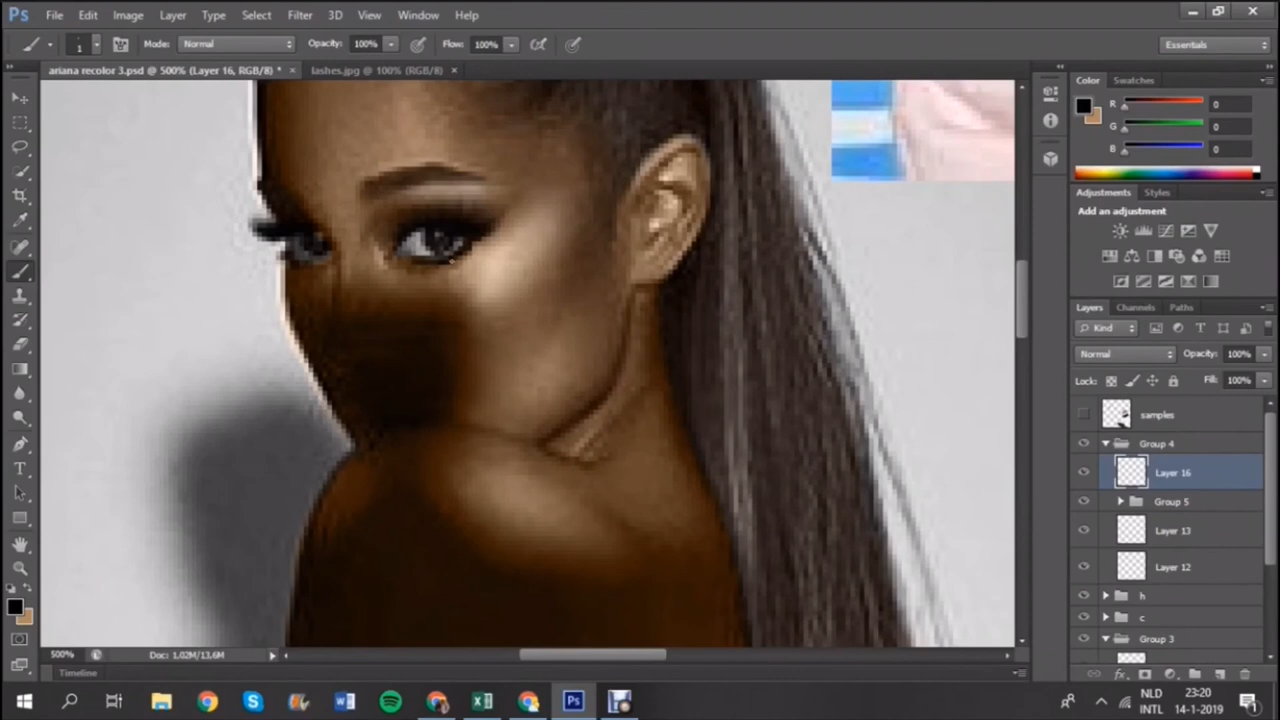 Ps File Edit Image Layer Type Select Filter 3D View Window Help
1 Mode: Normal Opacity: 100% Flow: 100% Essentials
ariana recolor 3.psd @ 500% (Layer 16, RGB/8) * × lashes.jpg @ 100% (RGB/8) ×
Color Swatches
R 0
G 0
B 0
Adjustments Styles
Add an adjustment
Layers Channels Paths
Kind
Normal Opacity: 100%
Lock: Fill: 100%
samples
Group 4
Layer 16
Group 5
Layer 13
Layer 12
h
c
Group 3
500% Doc: 1.02M/13.6M
Timeline
NLD 23:20
INTL 14-1-2019